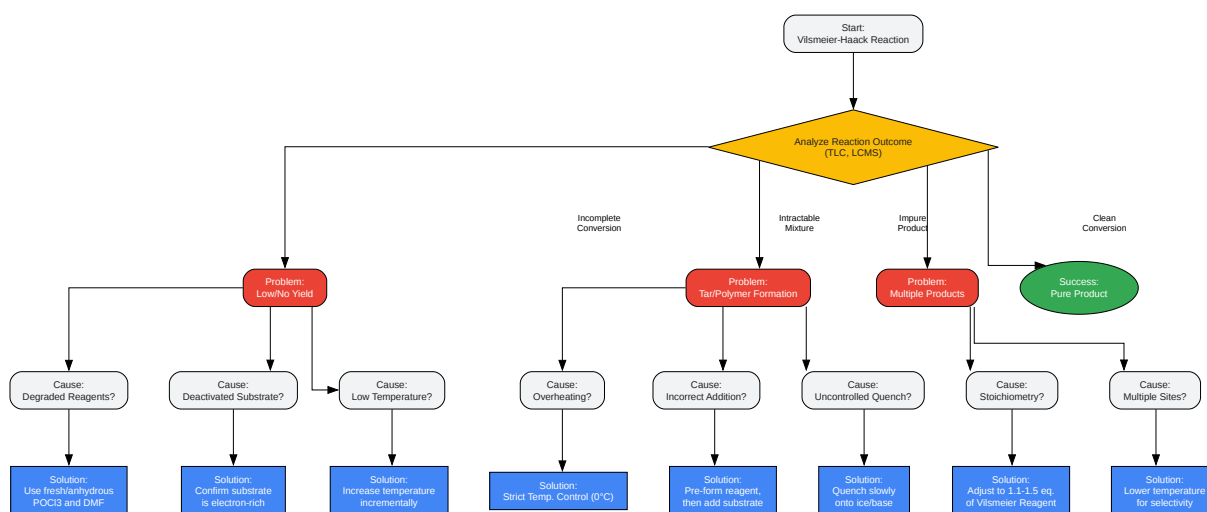 Start:
Vilsmeier-Haack Reaction
Analyze Reaction Outcome
(TLC, LCMS)
Incomplete
Conversion
Intractable
Mixture
Impure
Product
Clean
Conversion
Problem:
Low/No Yield
Problem:
Tar/Polymer Formation
Problem:
Multiple Products
Success:
Pure Product
Cause:
Degraded Reagents?
Cause:
Deactivated Substrate?
Cause:
Low Temperature?
Cause:
Overheating?
Cause:
Incorrect Addition?
Cause:
Uncontrolled Quench?
Cause:
Stoichiometry?
Cause:
Multiple Sites?
Solution:
Use fresh/anhydrous
POCl3 and DMF
Solution:
Confirm substrate
is electron-rich
Solution:
Increase temperature
incrementally
Solution:
Strict Temp. Control (0°C)
Solution:
Pre-form reagent,
then add substrate
Solution:
Quench slowly
onto ice/base
Solution:
Adjust to 1.1-1.5 eq.
of Vilsmeier Reagent
Solution:
Lower temperature
for selectivity